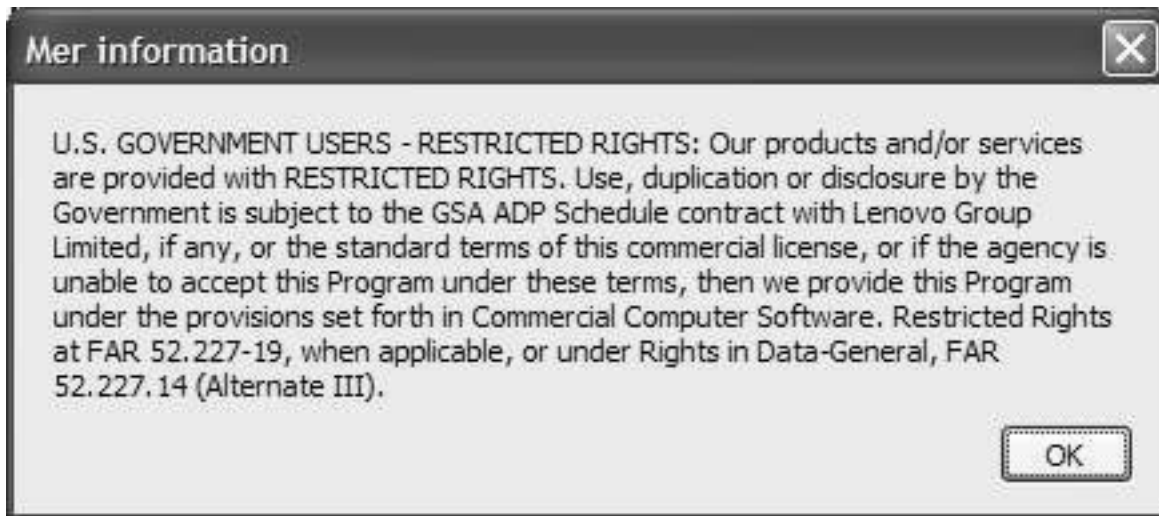 Mer information
U.S. GOVERNMENT USERS - RESTRICTED RIGHTS: Our products and/or services
are provided with RESTRICTED RIGHTS. Use, duplication or disclosure by the
Government is subject to the GSA ADP Schedule contract with Lenovo Group
Limited, if any, or the standard terms of this commercial license, or if the agency is
unable to accept this Program under these terms, then we provide this Program
under the provisions set forth in Commercial Computer Software. Restricted Rights
at FAR 52.227-19, when applicable, or under Rights in Data-General, FAR
52.227.14 (Alternate III).
OK